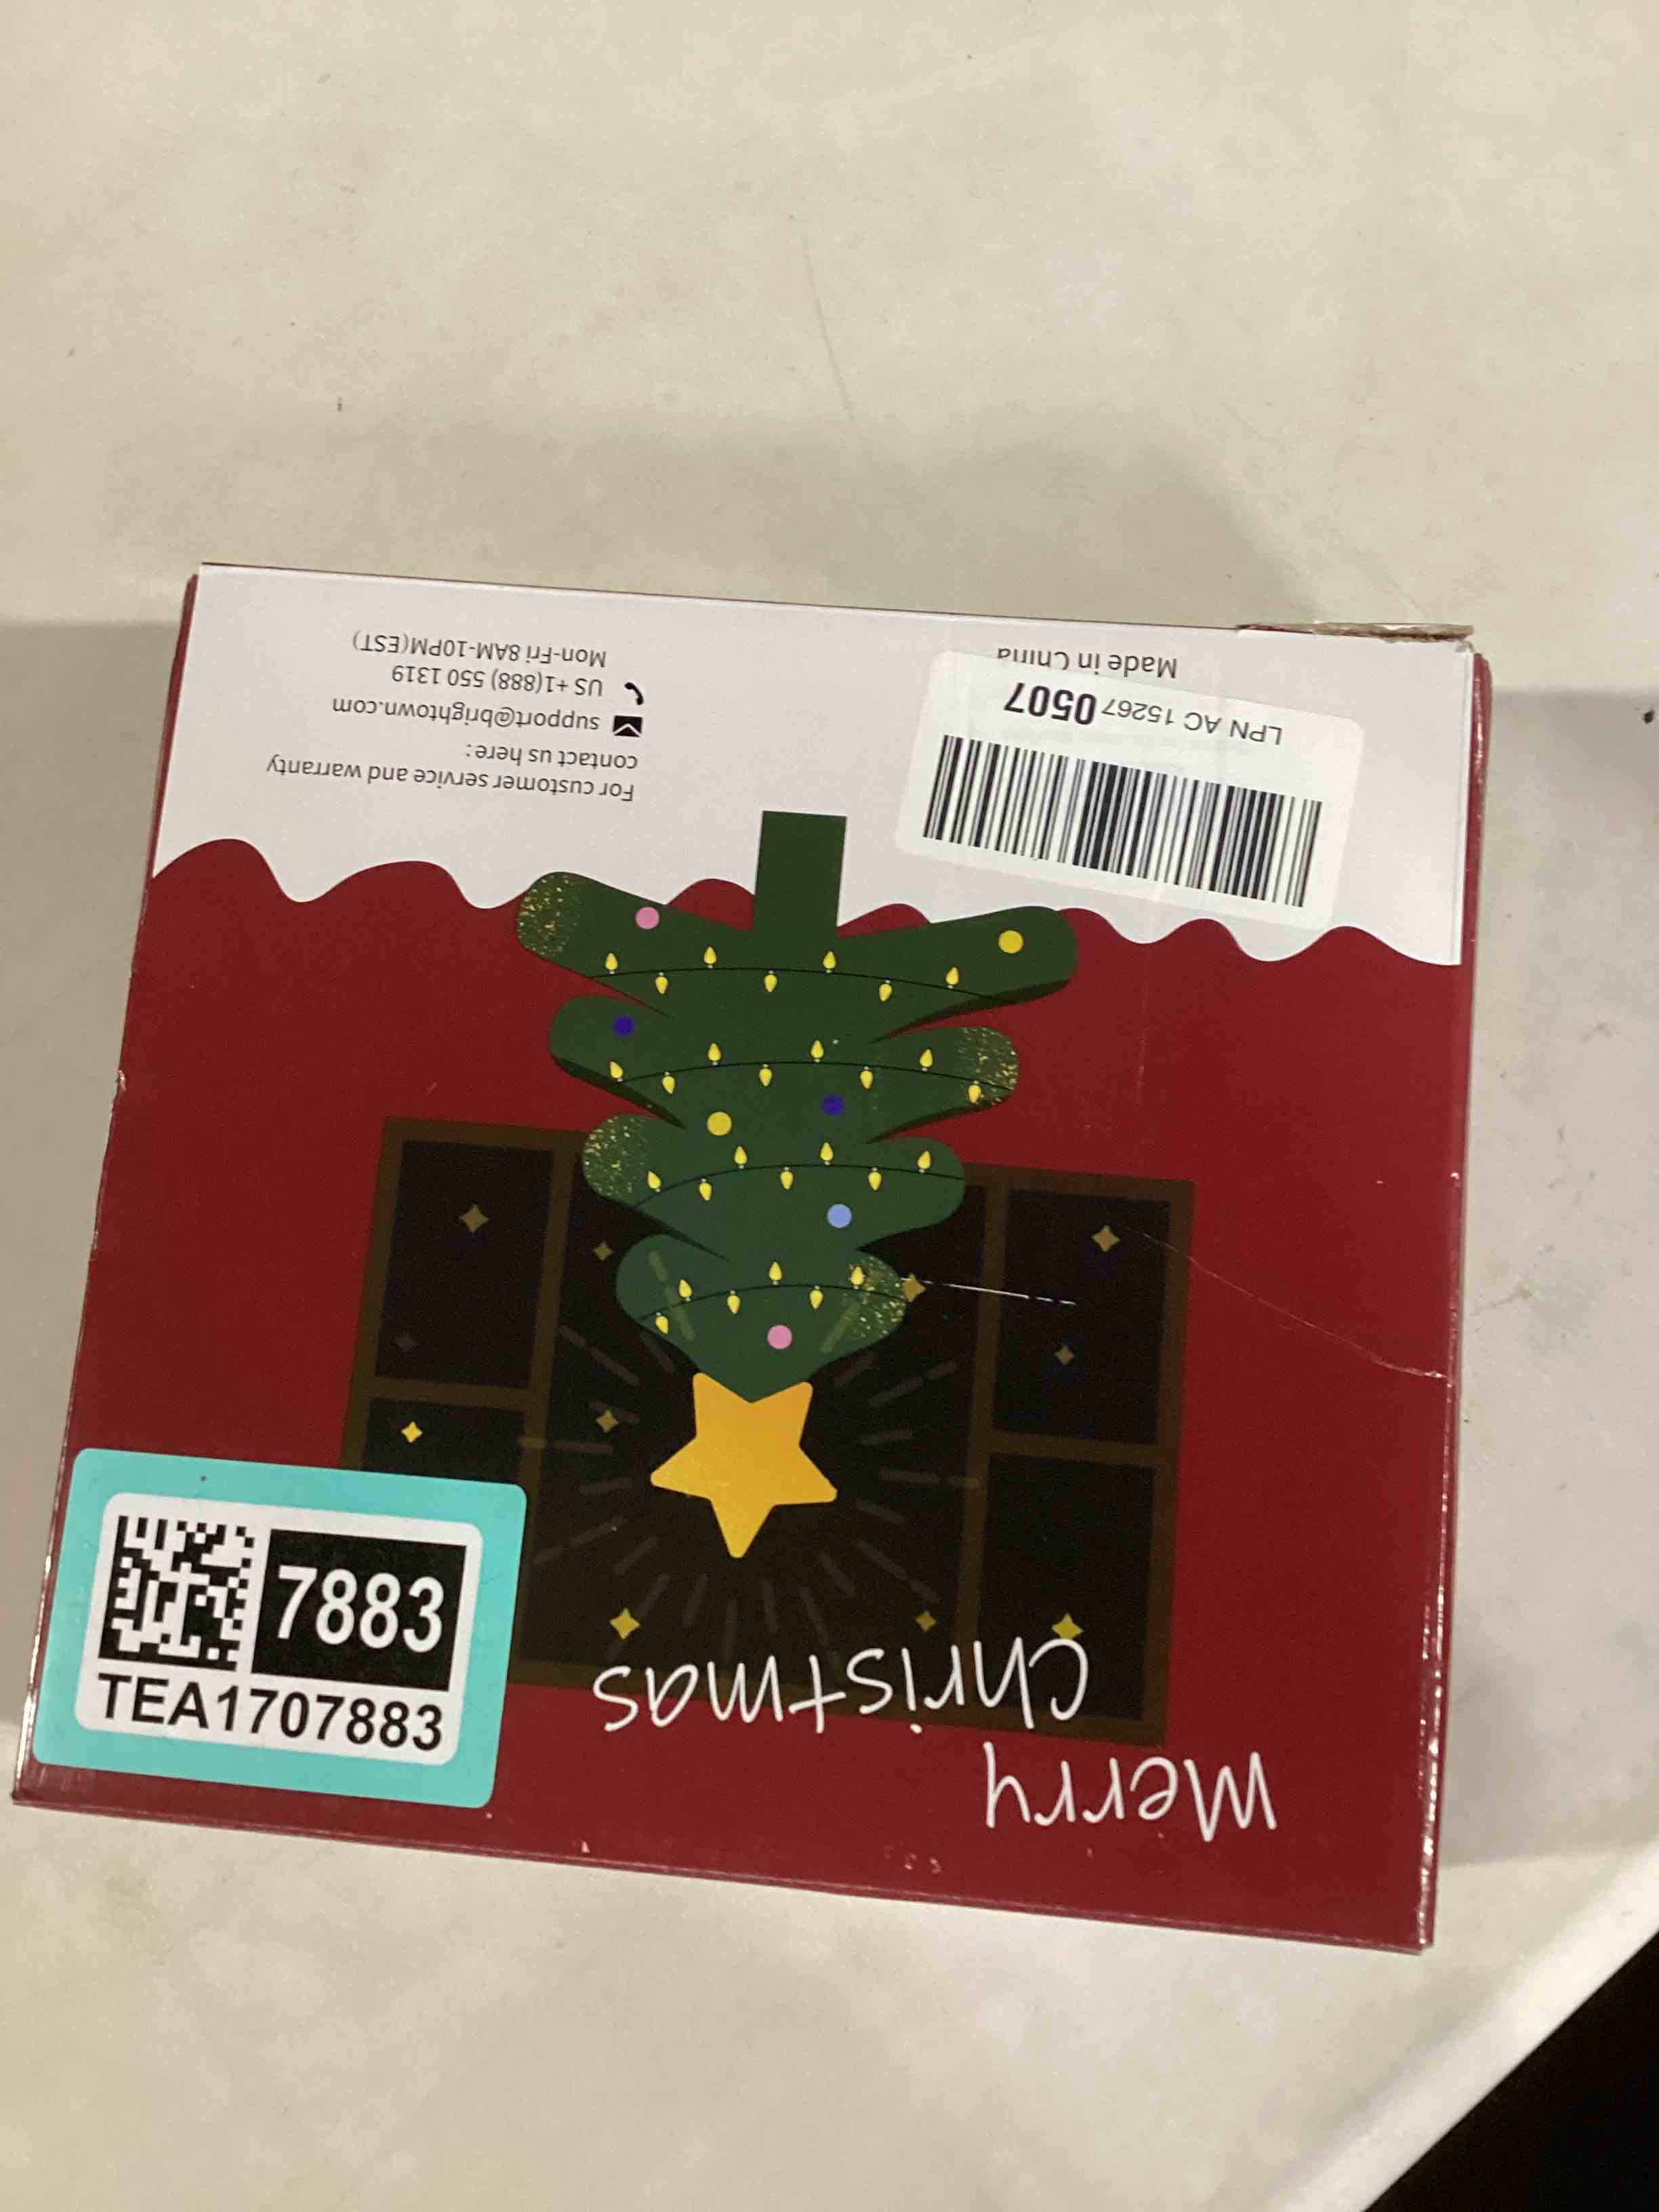 Merry
Christmas
For customer service and warranty
contact us here:
support@brightown.com
US +1(888) 550 1319
Mon-Fri 8AM-10PM(EST)
LPN AC 15267 0507
Made in China
7883
TEA1707883